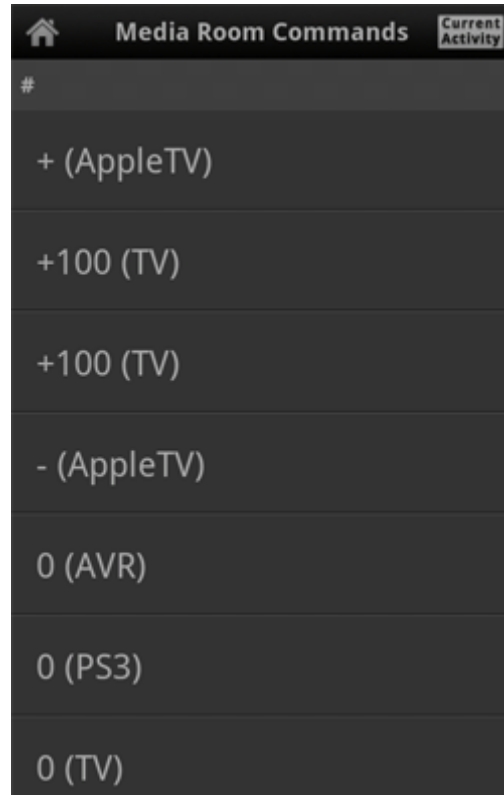 Media Room Commands
Current
Activity
#
+ (AppleTV)
+100 (TV)
+100 (TV)
- (AppleTV)
0 (AVR)
0 (PS3)
0 (TV)